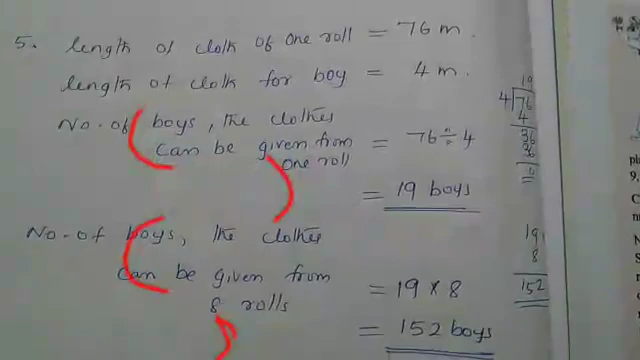 5. length of cloth of one roll = 76 m.
length of cloth for boy = 4 m.
No. of boys, the clothes
can be given from = 76 ÷ 4
one roll
= 19 boys
No. of boys, the clothes
can be given from
8 rolls = 19 × 8
= 152 boys
19
4 76
4
36
36
0
19
8
152
9,